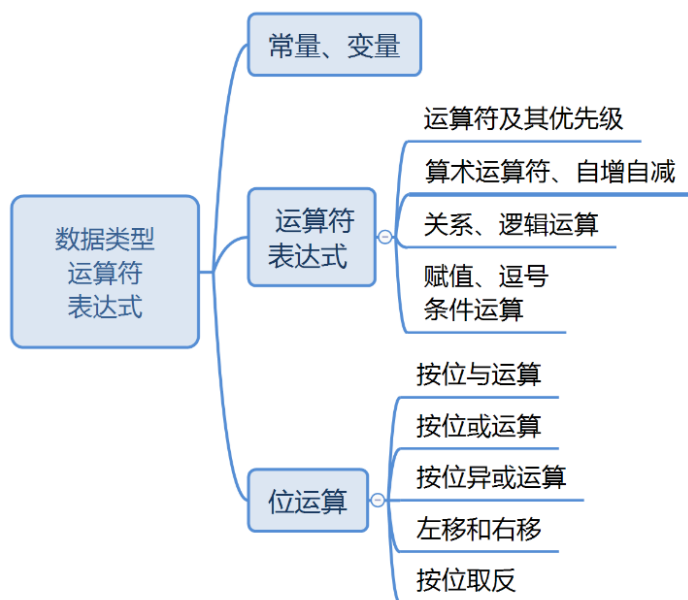 数据类型
运算符
表达式
常量、变量
运算符
表达式
运算符及其优先级
算术运算符、自增自减
关系、逻辑运算
赋值、逗号
条件运算
位运算
按位与运算
按位或运算
按位异或运算
左移和右移
按位取反